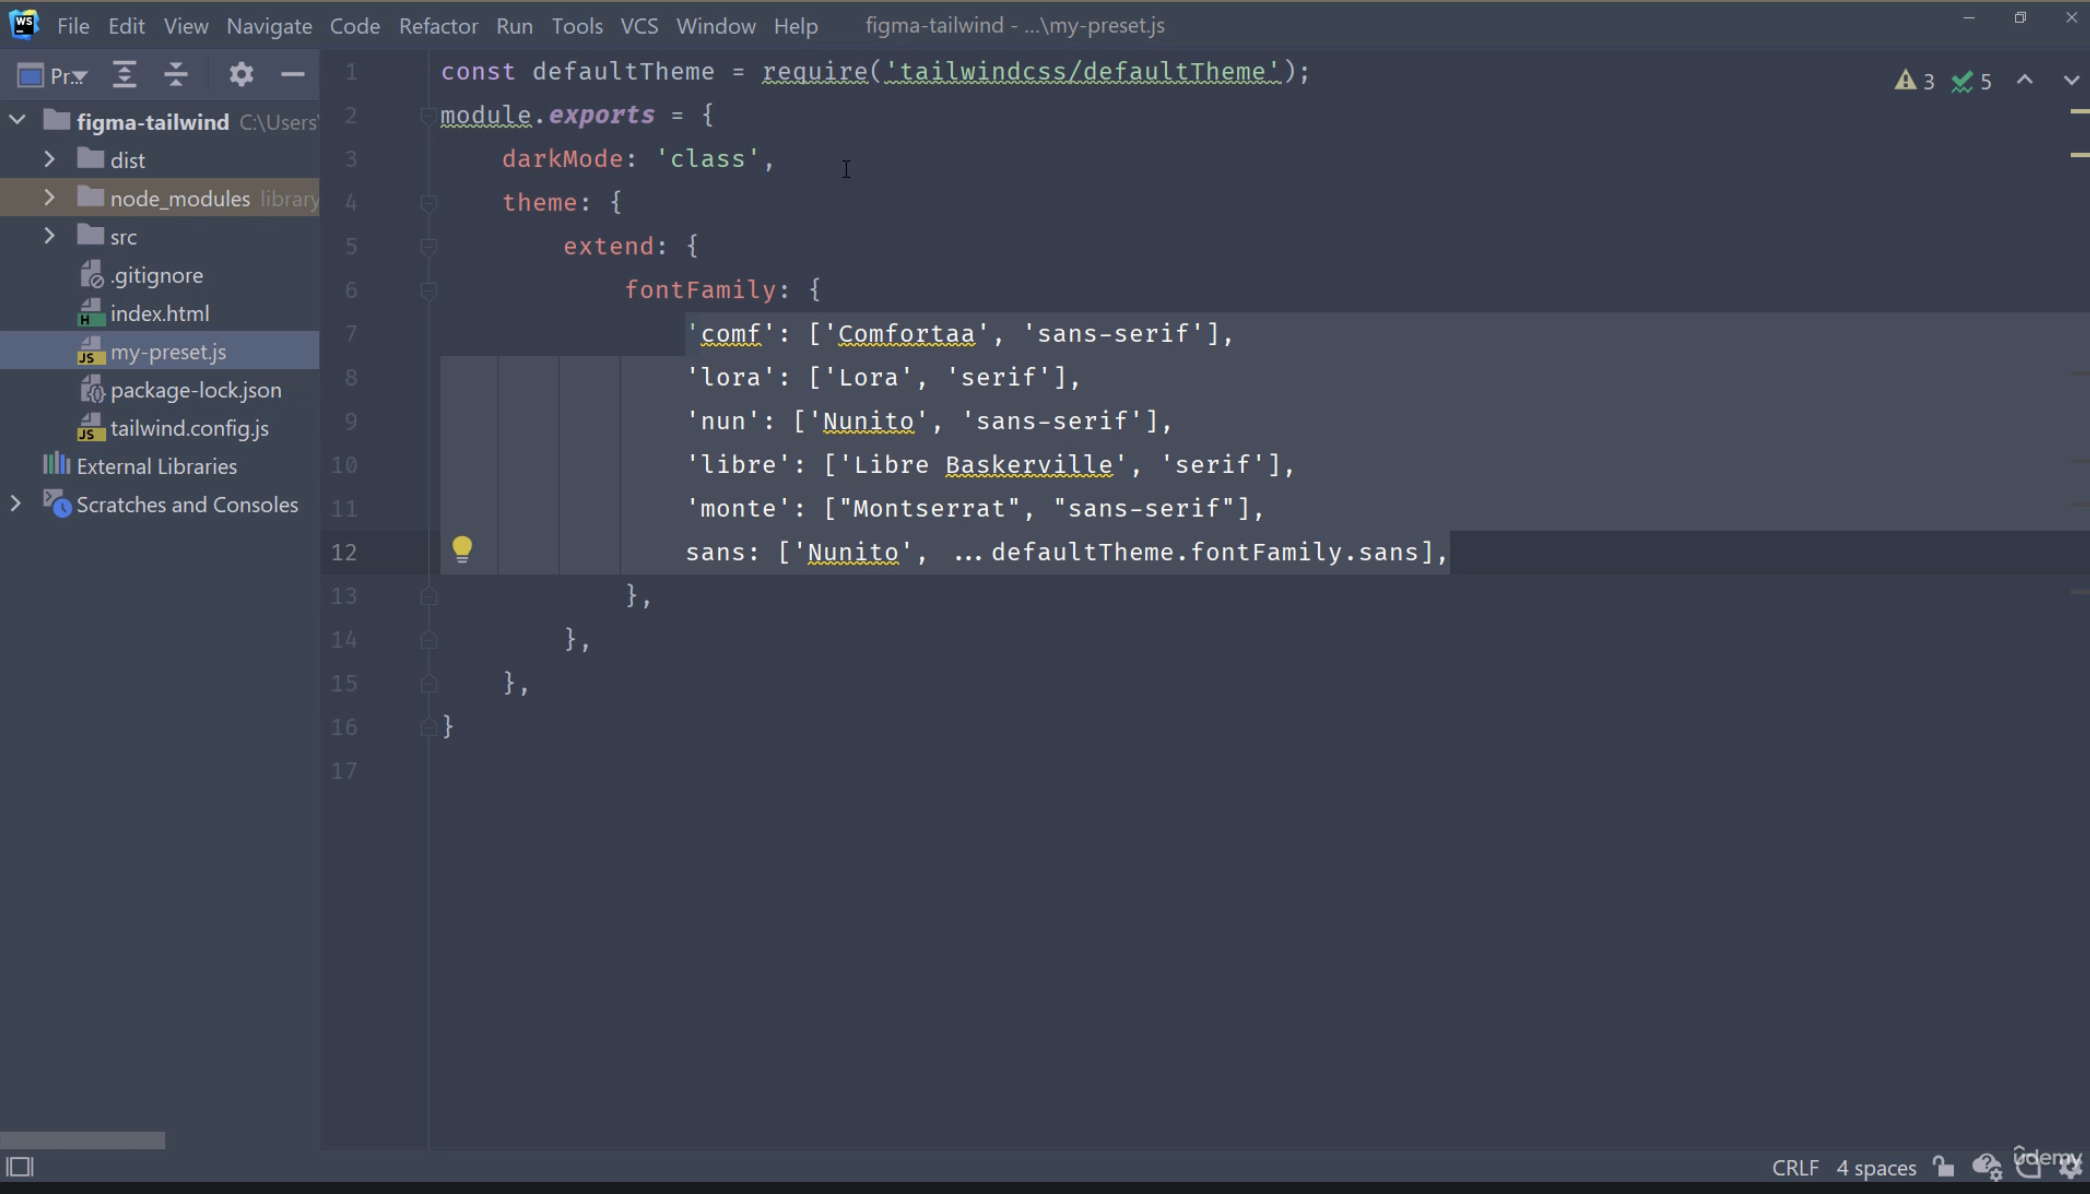 WS File Edit View Navigate Code Refactor Run Tools VCS Window Help figma-tailwind - ...\my-preset.js
Pr...
figma-tailwind C:\Users\
dist
node_modules library
src
.gitignore
index.html
my-preset.js
package-lock.json
tailwind.config.js
External Libraries
Scratches and Consoles
3 5
1 const defaultTheme = require('tailwindcss/defaultTheme');
2 module.exports = {
3 darkMode: 'class',
4 theme: {
5 extend: {
6 fontFamily: {
7 'comf': ['Comfortaa', 'sans-serif'],
8 'lora': ['Lora', 'serif'],
9 'nun': ['Nunito', 'sans-serif'],
10 'libre': ['Libre Baskerville', 'serif'],
11 'monte': ["Montserrat", "sans-serif"],
12 sans: ['Nunito', ...defaultTheme.fontFamily.sans],
13 },
14 },
15 },
16 }
17
CRLF 4 spaces
ûdemy